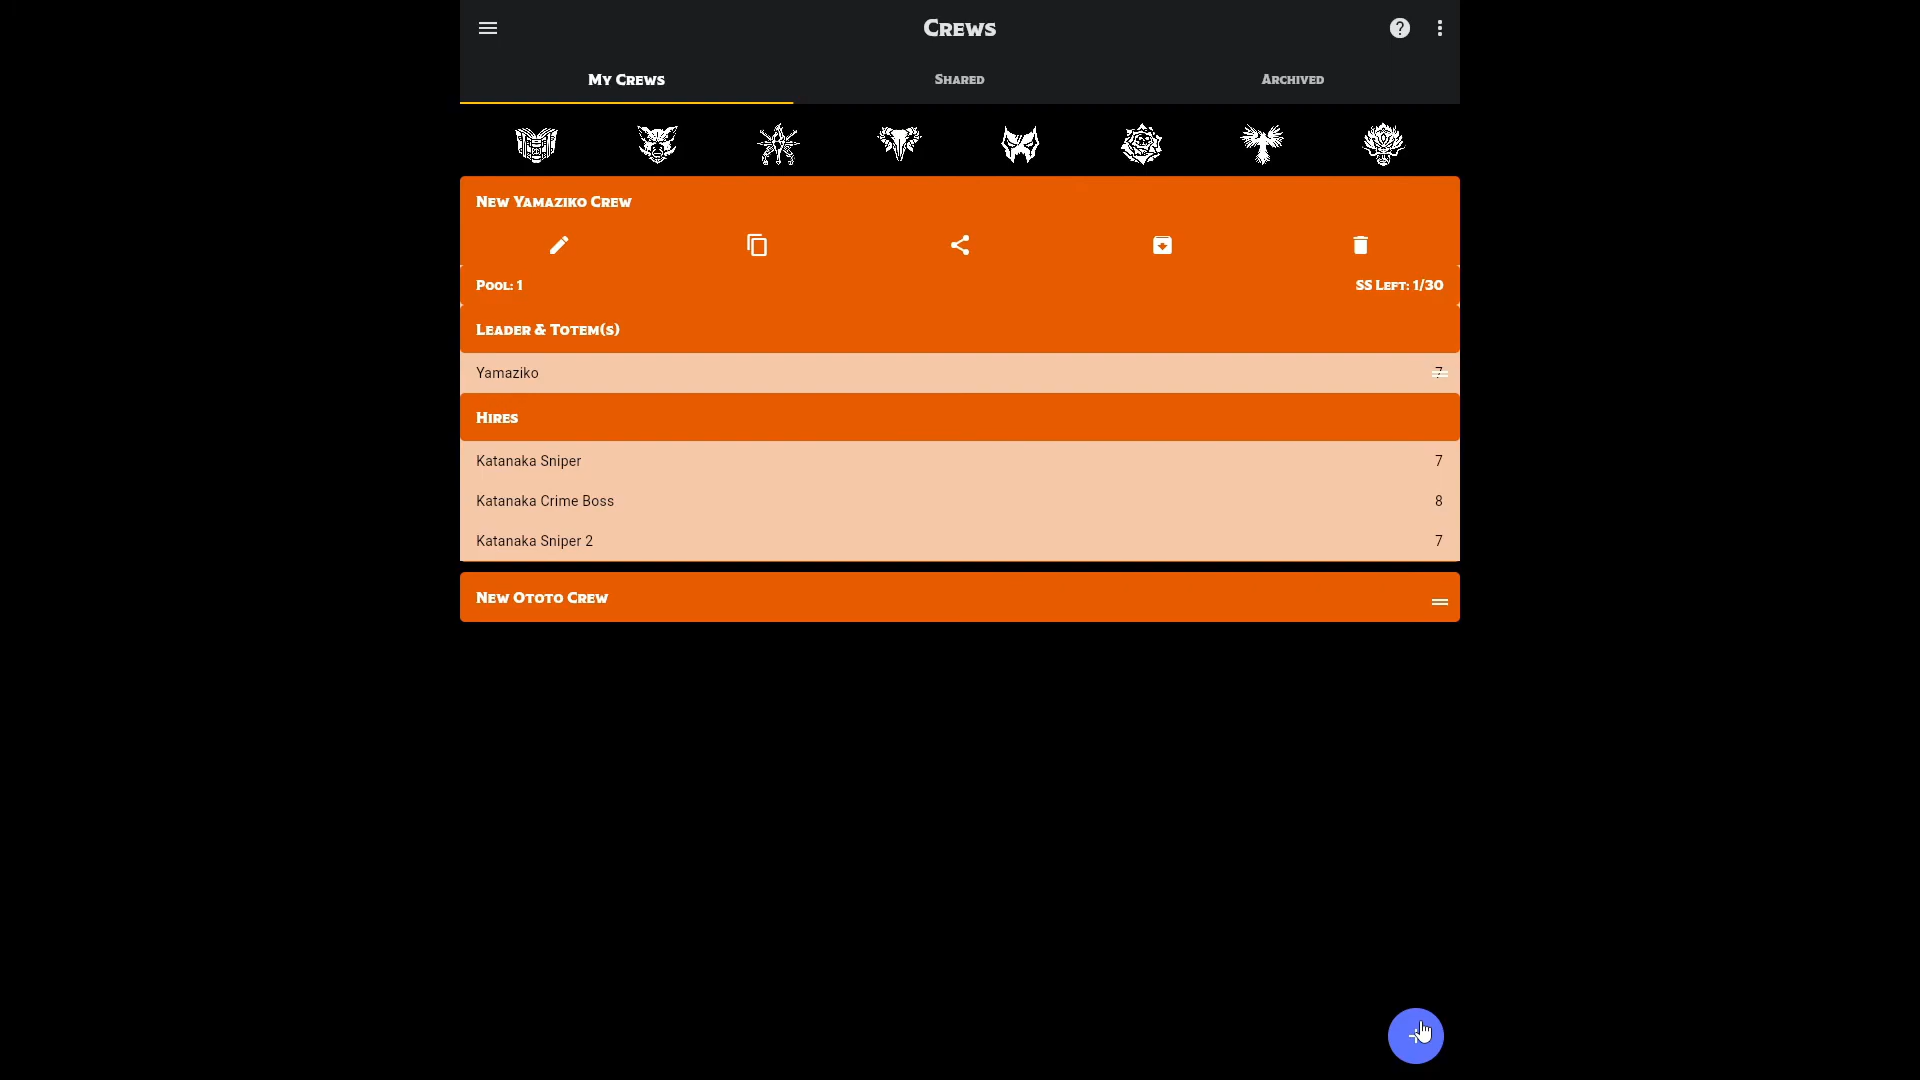 Crews
My Crews
Shared
Archived
New Yamaziko Crew
Pool: 1
SS Left: 1/30
Leader & Totem(s)
Yamaziko 7
Hires
Katanaka Sniper 7
Katanaka Crime Boss 8
Katanaka Sniper 2 7
New Ototo Crew